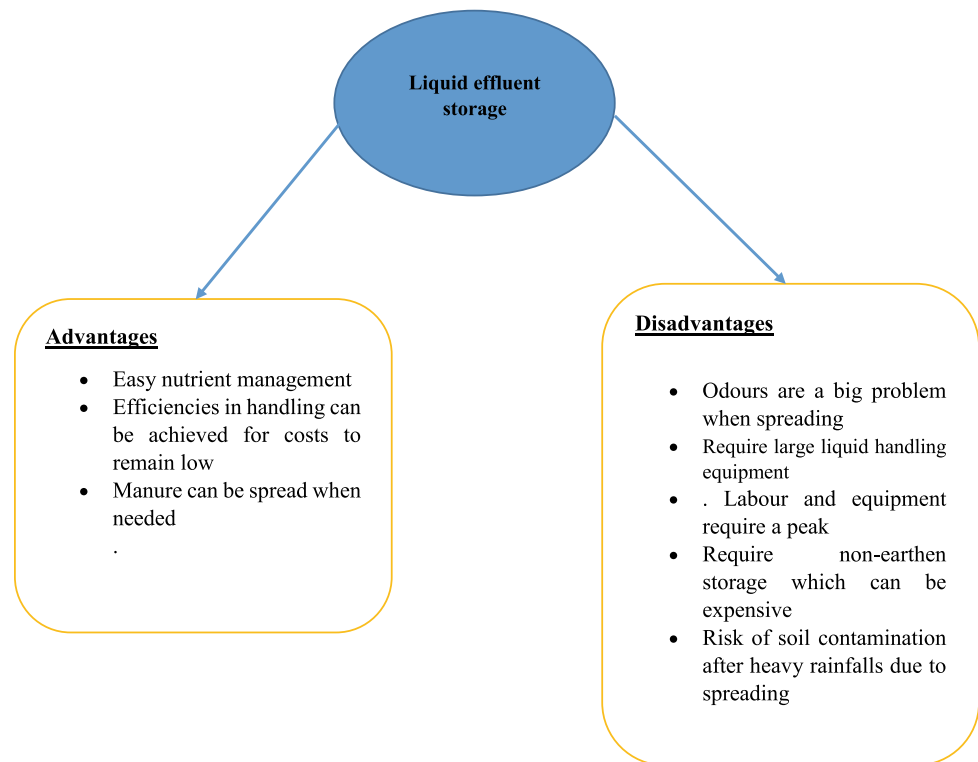 Liquid effluent
storage
Advantages
• Easy nutrient management
• Efficiencies in handling can
be achieved for costs to
remain low
• Manure can be spread when
needed
.
Disadvantages
• Odours are a big problem
when spreading
• Require large liquid handling
equipment
• . Labour and equipment
require a peak
• Require non-earthen
storage which can be
expensive
• Risk of soil contamination
after heavy rainfalls due to
spreading